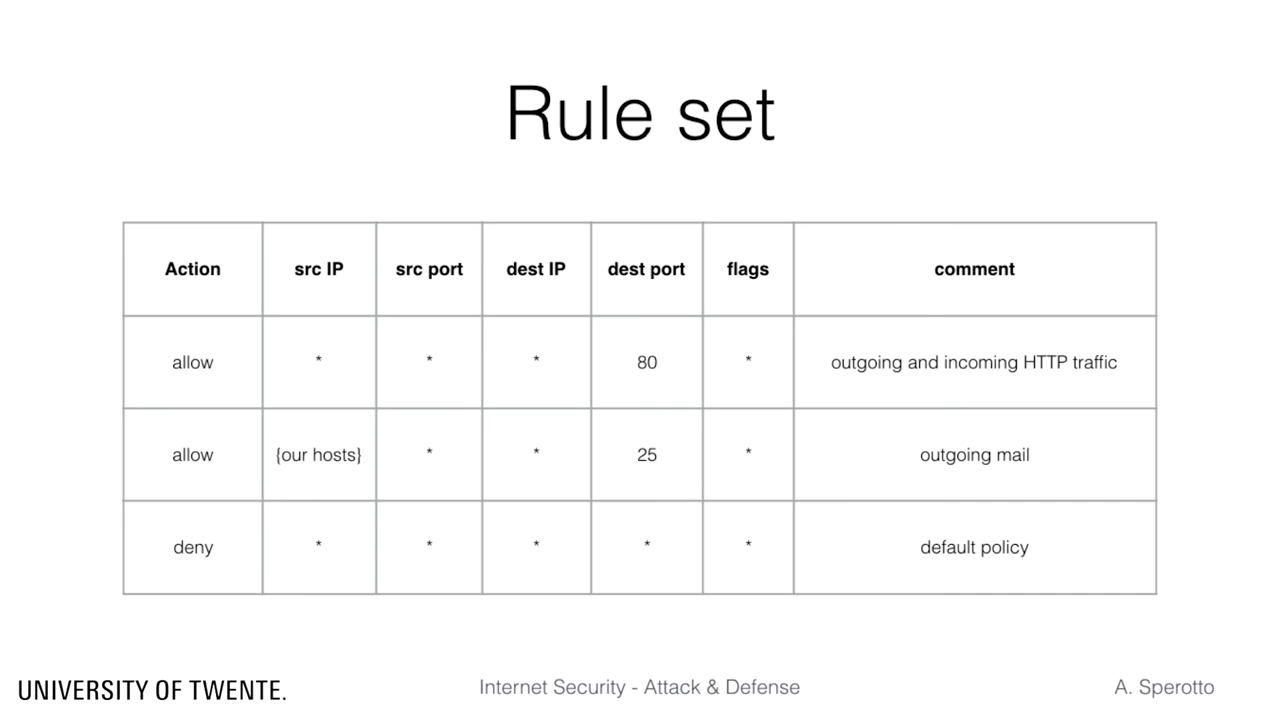 Rule set
Action src IP src port dest IP dest port flags comment
allow * * * 80 * outgoing and incoming HTTP traffic
allow {our hosts} * * 25 * outgoing mail
deny * * * * * default policy
UNIVERSITY OF TWENTE. Internet Security - Attack & Defense A. Sperotto